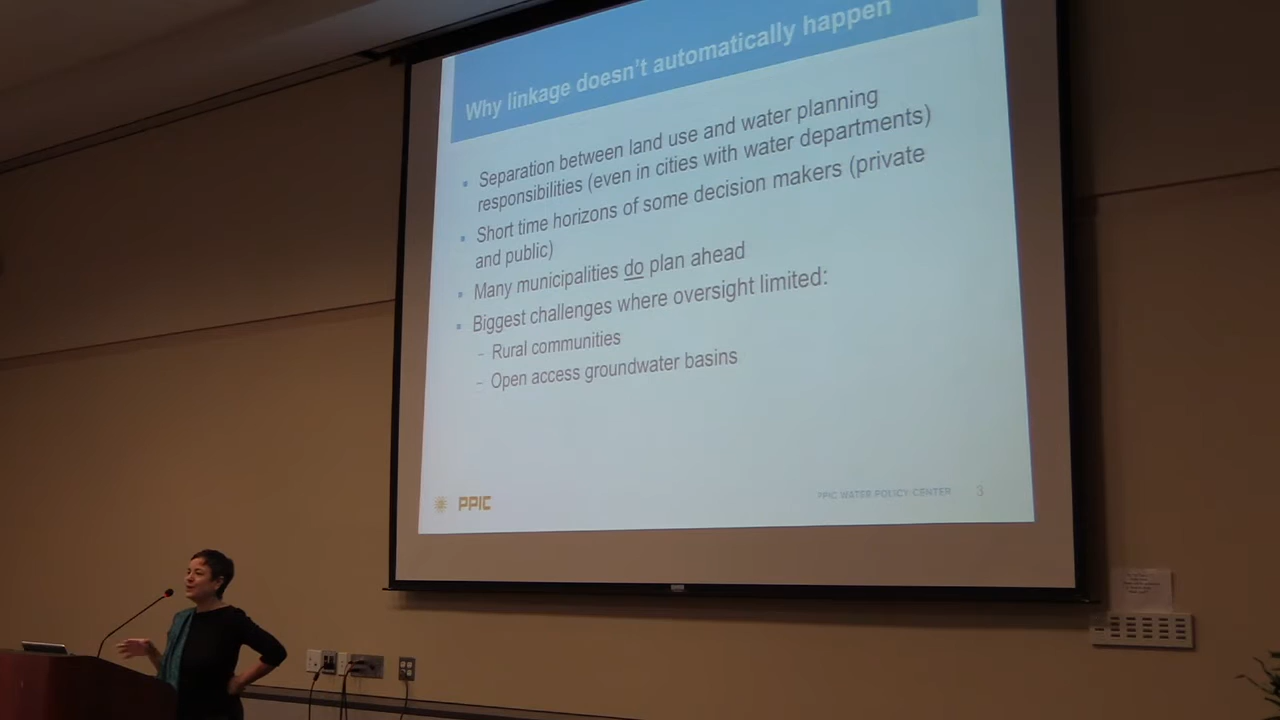 Why linkage doesn't automatically happen
Separation between land use and water planning
responsibilities (even in cities with water departments)
Short time horizons of some decision makers (private
and public)
Many municipalities do plan ahead
Biggest challenges where oversight limited:
– Rural communities
– Open access groundwater basins
PPIC
PPIC WATER POLICY CENTER 3